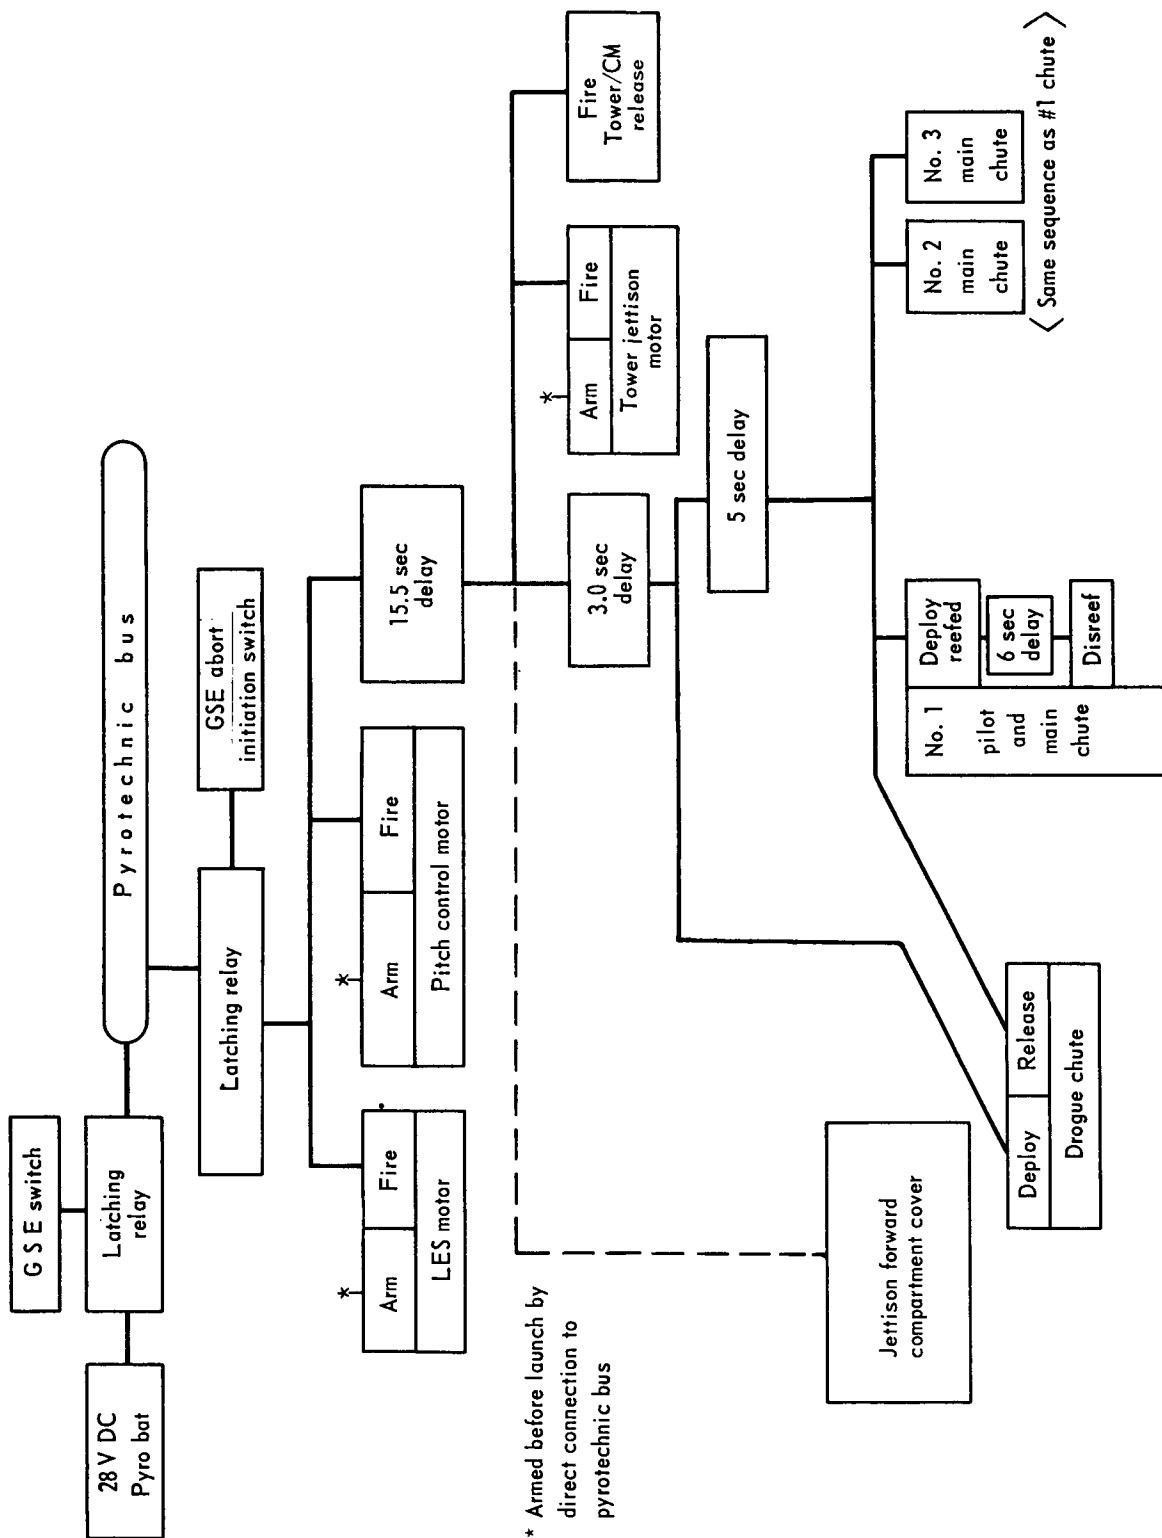 GSE switch
28 V DC
Pyro bat
Latching
relay
Pyrotechnic bus
Latching relay
GSE abort
initiation switch
*
Arm
Fire
LES motor
*
Arm
Fire
Pitch control motor
15.5 sec
delay
* Armed before launch by
direct connection to
pyrotechnic bus
3.0 sec
delay
*
Arm
Fire
Tower jettison
motor
Fire
Tower/CM
release
5 sec delay
Jettison forward
compartment cover
Deploy
Release
Drogue chute
No. 1
pilot
and
main
chute
Deploy
reefed
6 sec
delay
Disreef
No. 2
main
chute
No. 3
main
chute
〈 Same sequence as #1 chute 〉